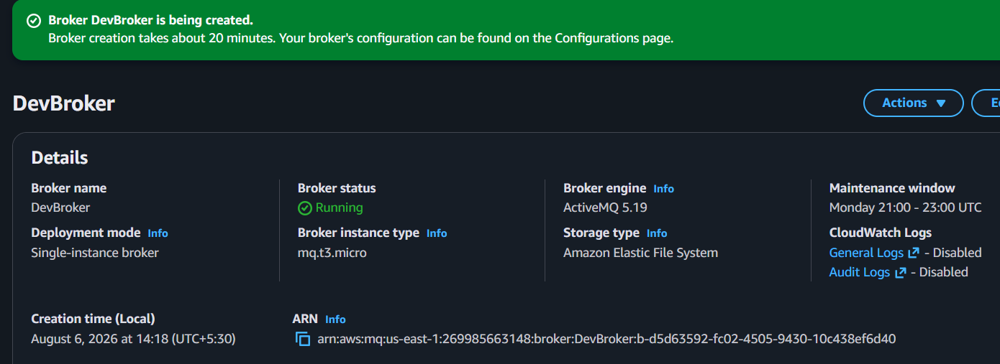 Broker DevBroker is being created.
Broker creation takes about 20 minutes. Your broker's configuration can be found on the Configurations page.
DevBroker
Actions
Details
Broker name
DevBroker
Deployment mode Info
Single-instance broker
Broker status
Running
Broker instance type Info
mq.t3.micro
Broker engine Info
ActiveMQ 5.19
Storage type Info
Amazon Elastic File System
Maintenance window
Monday 21:00 - 23:00 UTC
CloudWatch Logs
General Logs - Disabled
Audit Logs - Disabled
Creation time (Local)
August 6, 2026 at 14:18 (UTC+5:30)
ARN Info
arn:aws:mq:us-east-1:269985663148:broker:DevBroker:b-d5d63592-fc02-4505-9430-10c438ef6d40